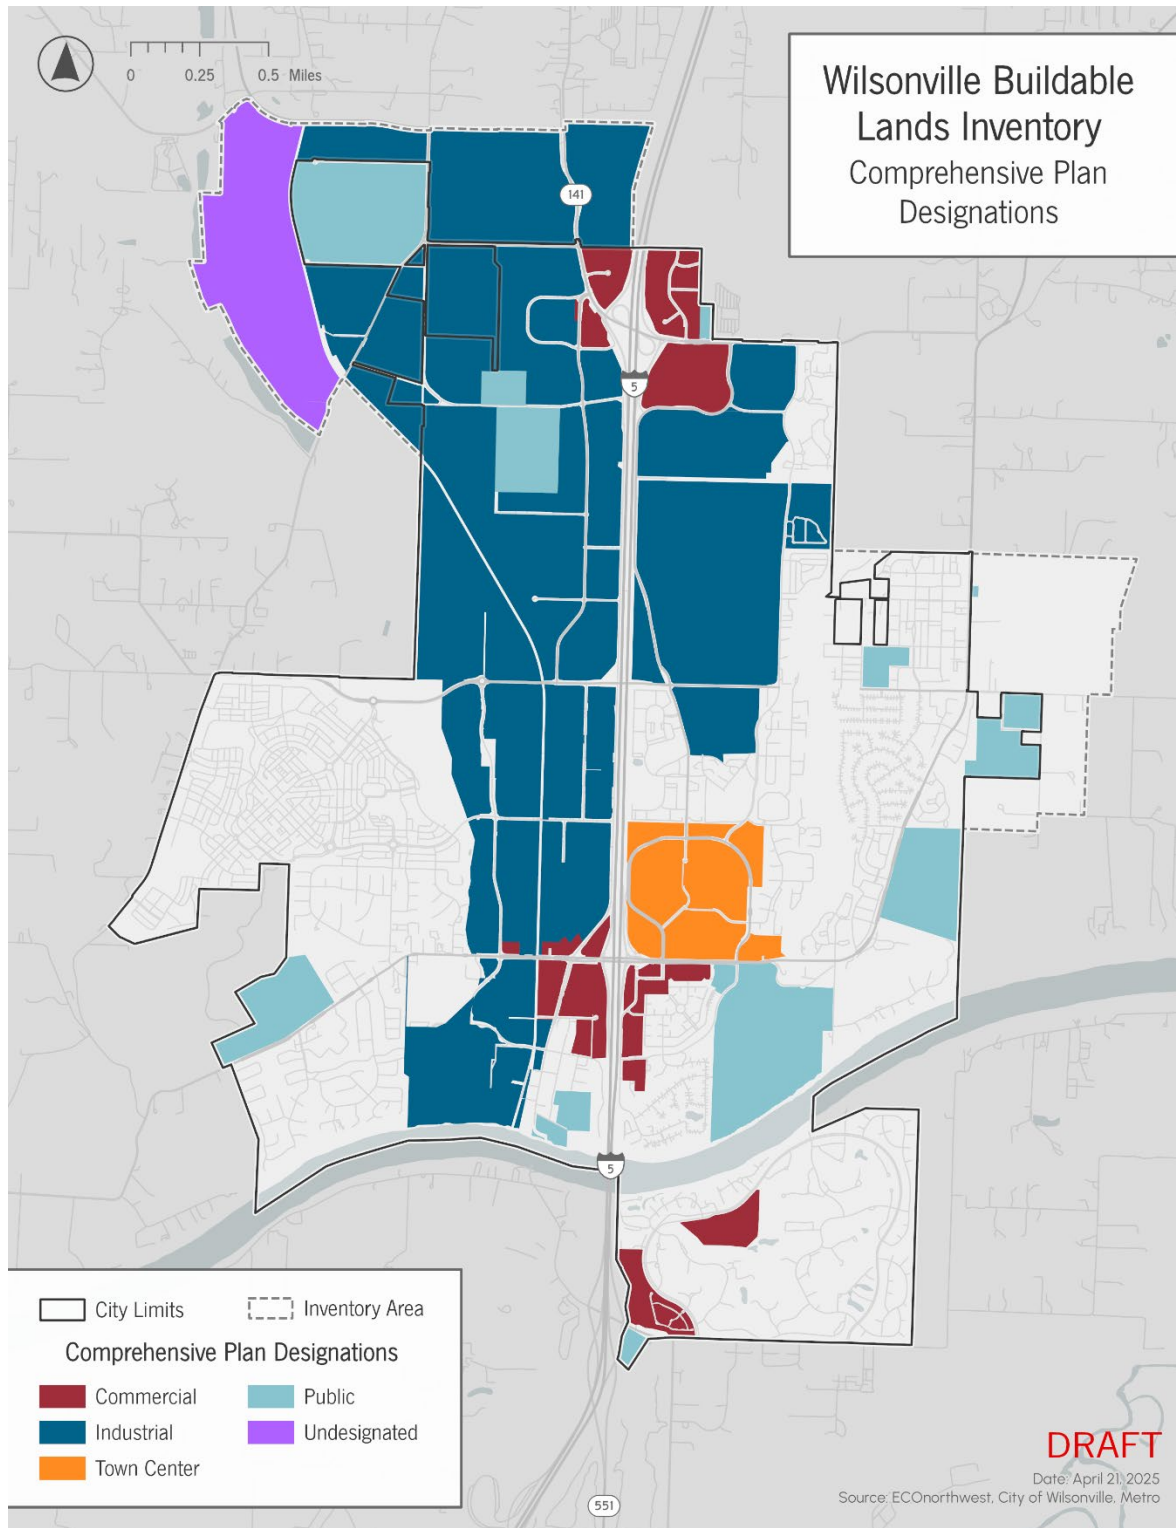 0 0.25 0.5 Miles
Wilsonville Buildable
Lands Inventory
Comprehensive Plan
Designations
141
5
5
City Limits
Inventory Area
Comprehensive Plan Designations
Commercial
Public
Industrial
Undesignated
Town Center
DRAFT
Date: April 21, 2025
Source: ECOnorthwest, City of Wilsonville, Metro
551